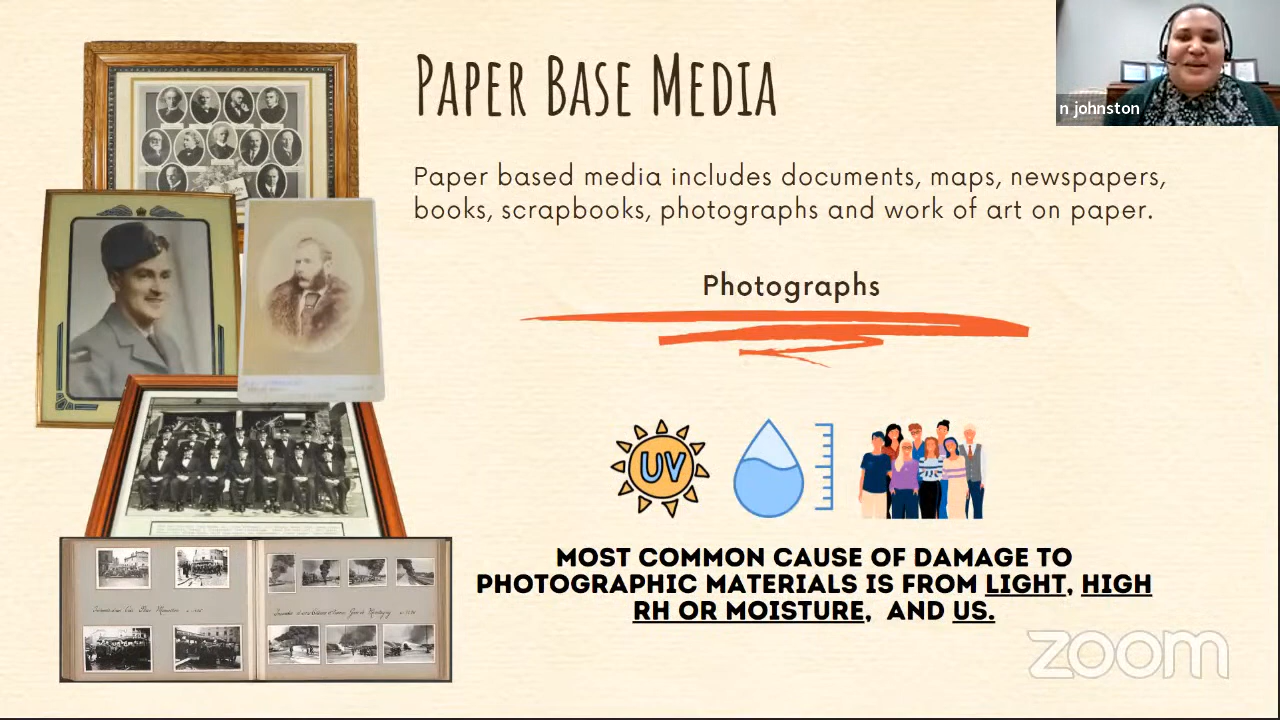 Paper Base Media
n johnston
Paper based media includes documents, maps, newspapers,
books, scrapbooks, photographs and work of art on paper.
Photographs
UV
MOST COMMON CAUSE OF DAMAGE TO
PHOTOGRAPHIC MATERIALS IS FROM LIGHT, HIGH
RH OR MOISTURE, AND US.
zoom